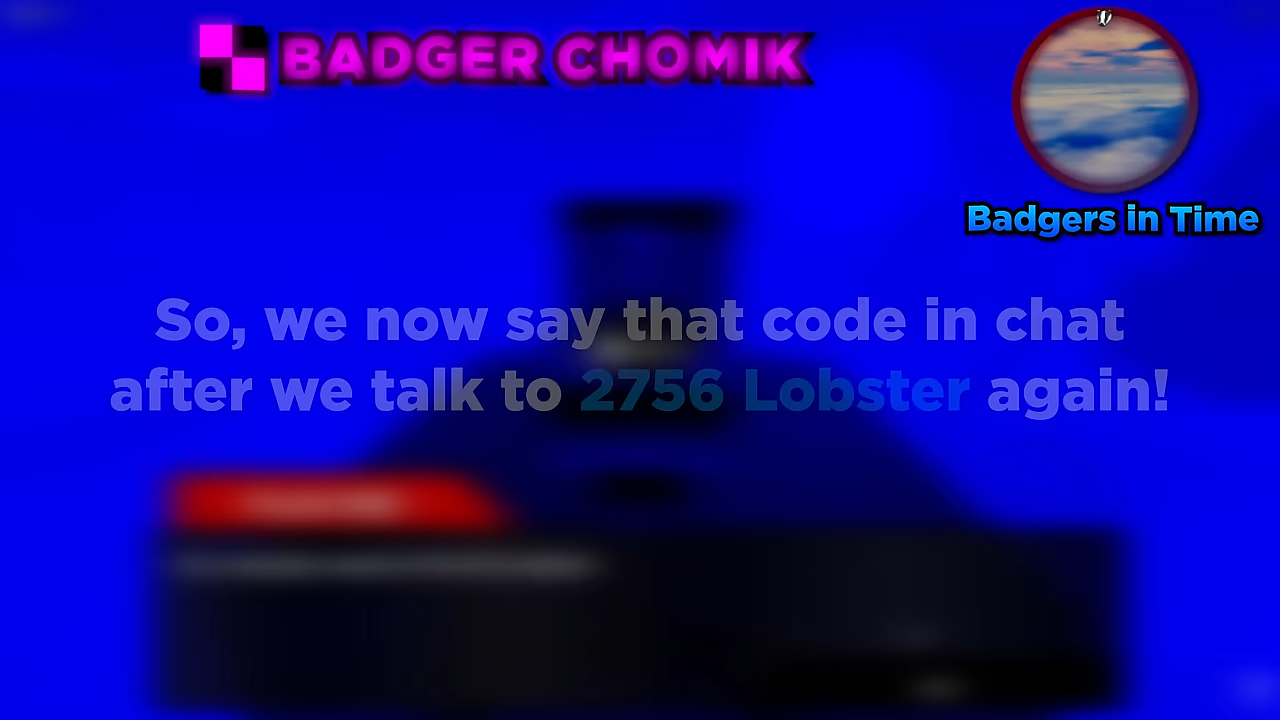 BADGER CHOMIK
Badgers in Time
So, we now say that code in chat
after we talk to 2756 Lobster again!